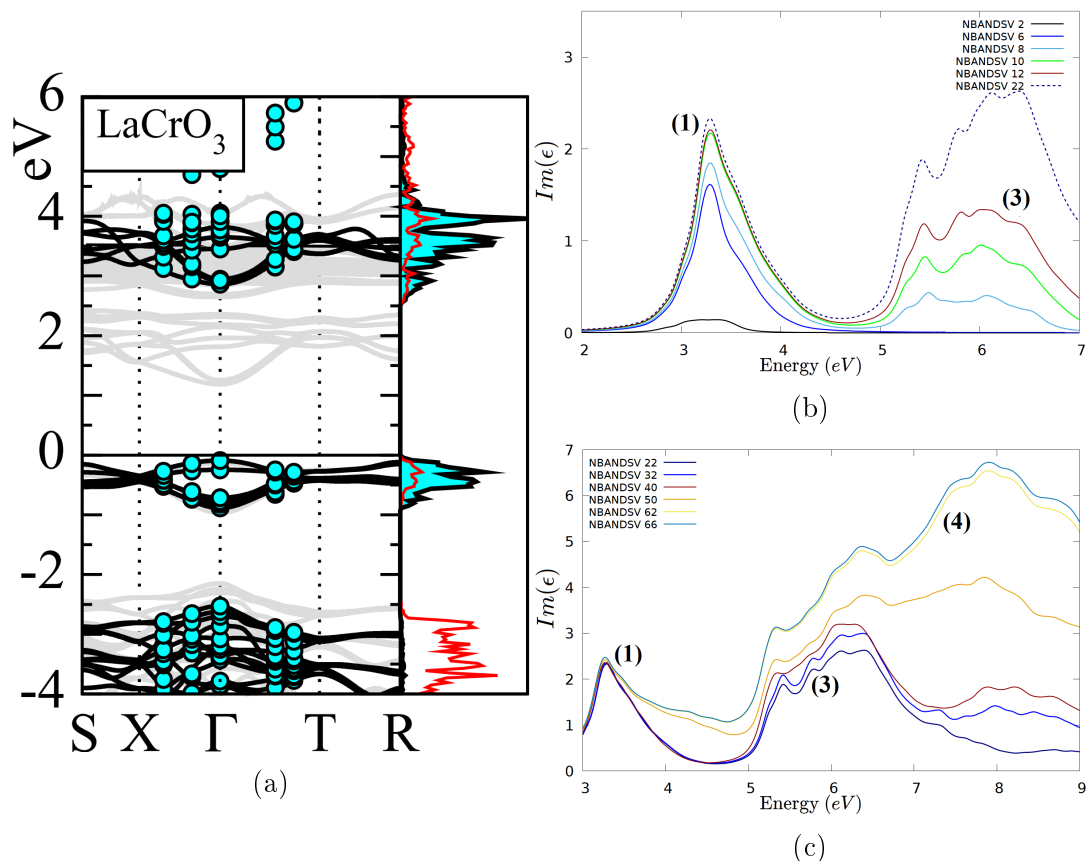 LaCrO3
eV
6
4
2
0
-2
-4
S X Γ T R
(a)
Im(ϵ)
3
2
1
0
NBANDSV 2
NBANDSV 6
NBANDSV 8
NBANDSV 10
NBANDSV 12
NBANDSV 22
(1)
(3)
2 3 4 5 6 7
Energy (eV)
(b)
Im(ϵ)
7
6
5
4
3
2
1
0
NBANDSV 22
NBANDSV 32
NBANDSV 40
NBANDSV 50
NBANDSV 62
NBANDSV 66
(4)
(1)
(3)
3 4 5 6 7 8 9
Energy (eV)
(c)